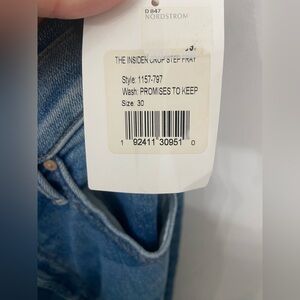 D 847
NORDSTROM
THE INSIDER CROP STEP FRAY
Style: 1157-797
Wash: PROMISES TO KEEP
Size: 30
1 92411 30951 0